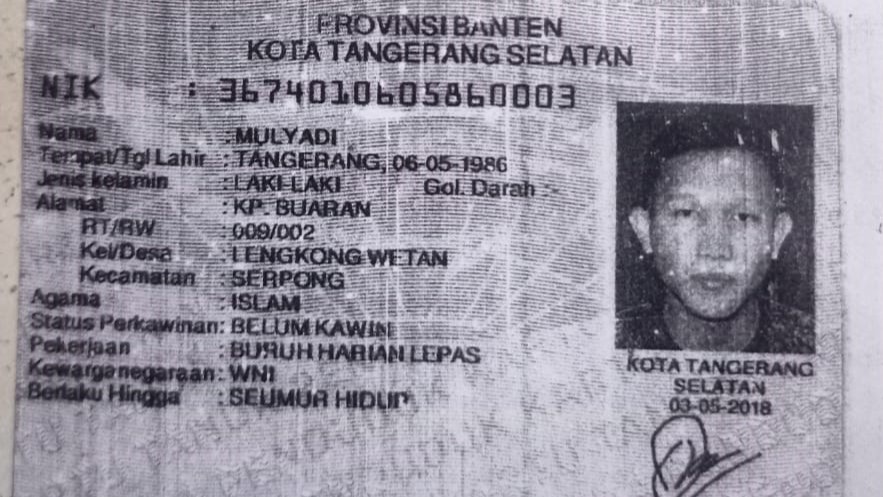 PROVINSI BANTEN
KOTA TANGERANG SELATAN
NIK : 3674010605860003
Nama : MULYADI
Tempat/Tgl Lahir : TANGERANG, 06-05-1986
Jenis kelamin : LAKI-LAKI Gol. Darah :-
Alamat : KP. BUARAN
RT/RW : 009/002
Kel/Desa : LENGKONG WETAN
Kecamatan : SERPONG
Agama : ISLAM
Status Perkawinan: BELUM KAWIN
Pekerjaan : BURUH HARIAN LEPAS
Kewarganegaraan: WNI
Berlaku Hingga : SEUMUR HIDUP
KOTA TANGERANG
SELATAN
03-05-2018